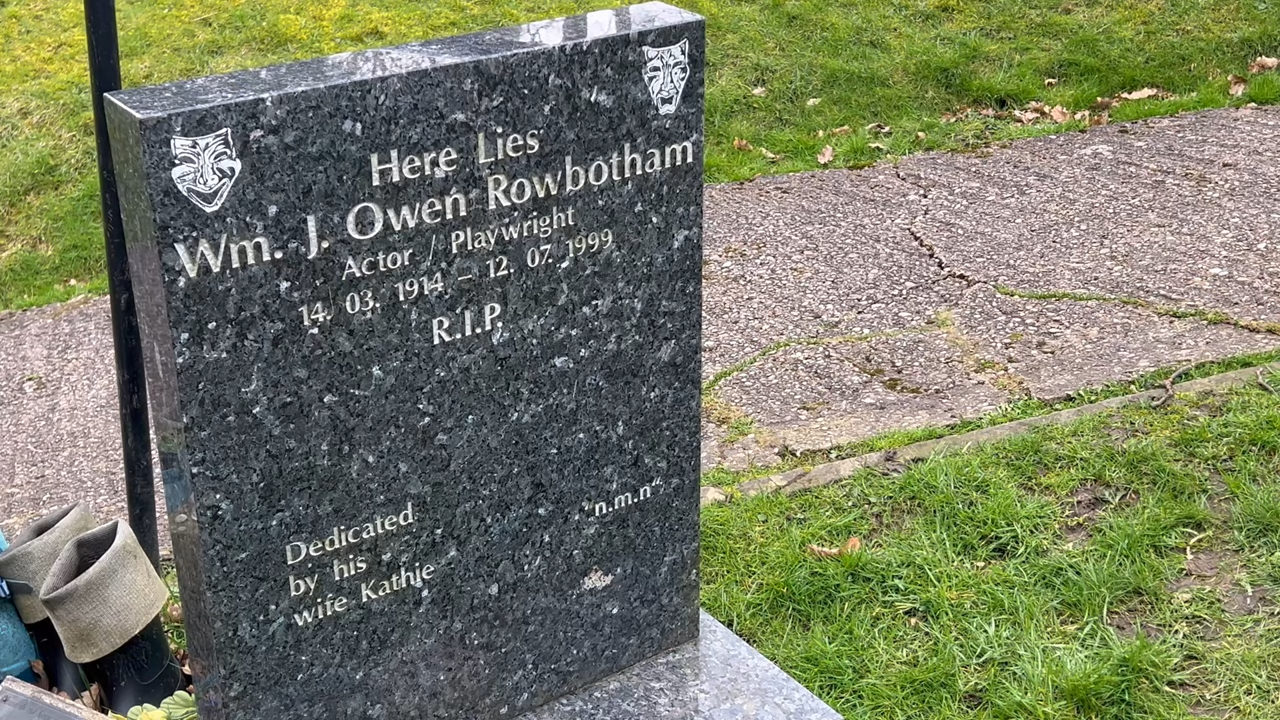 Here Lies
Wm. J. Owen Rowbotham
Actor / Playwright
14. 03. 1914 – 12. 07. 1999
R.I.P.
Dedicated
by his
wife Kathie
"n.m.n"